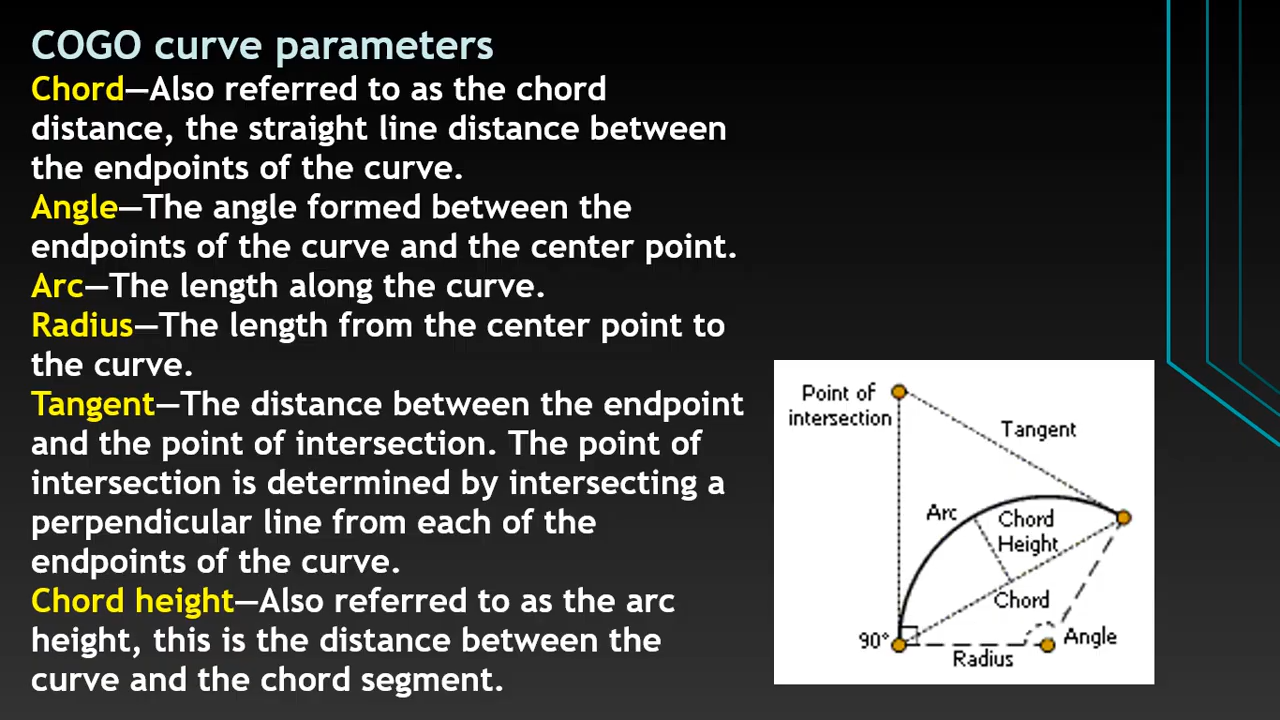 COGO curve parameters
Chord—Also referred to as the chord
distance, the straight line distance between
the endpoints of the curve.
Angle—The angle formed between the
endpoints of the curve and the center point.
Arc—The length along the curve.
Radius—The length from the center point to
the curve.
Tangent—The distance between the endpoint
and the point of intersection. The point of
intersection is determined by intersecting a
perpendicular line from each of the
endpoints of the curve.
Chord height—Also referred to as the arc
height, this is the distance between the
curve and the chord segment.
Point of
intersection
Tangent
Arc
Chord
Height
Chord
90°
Angle
Radius